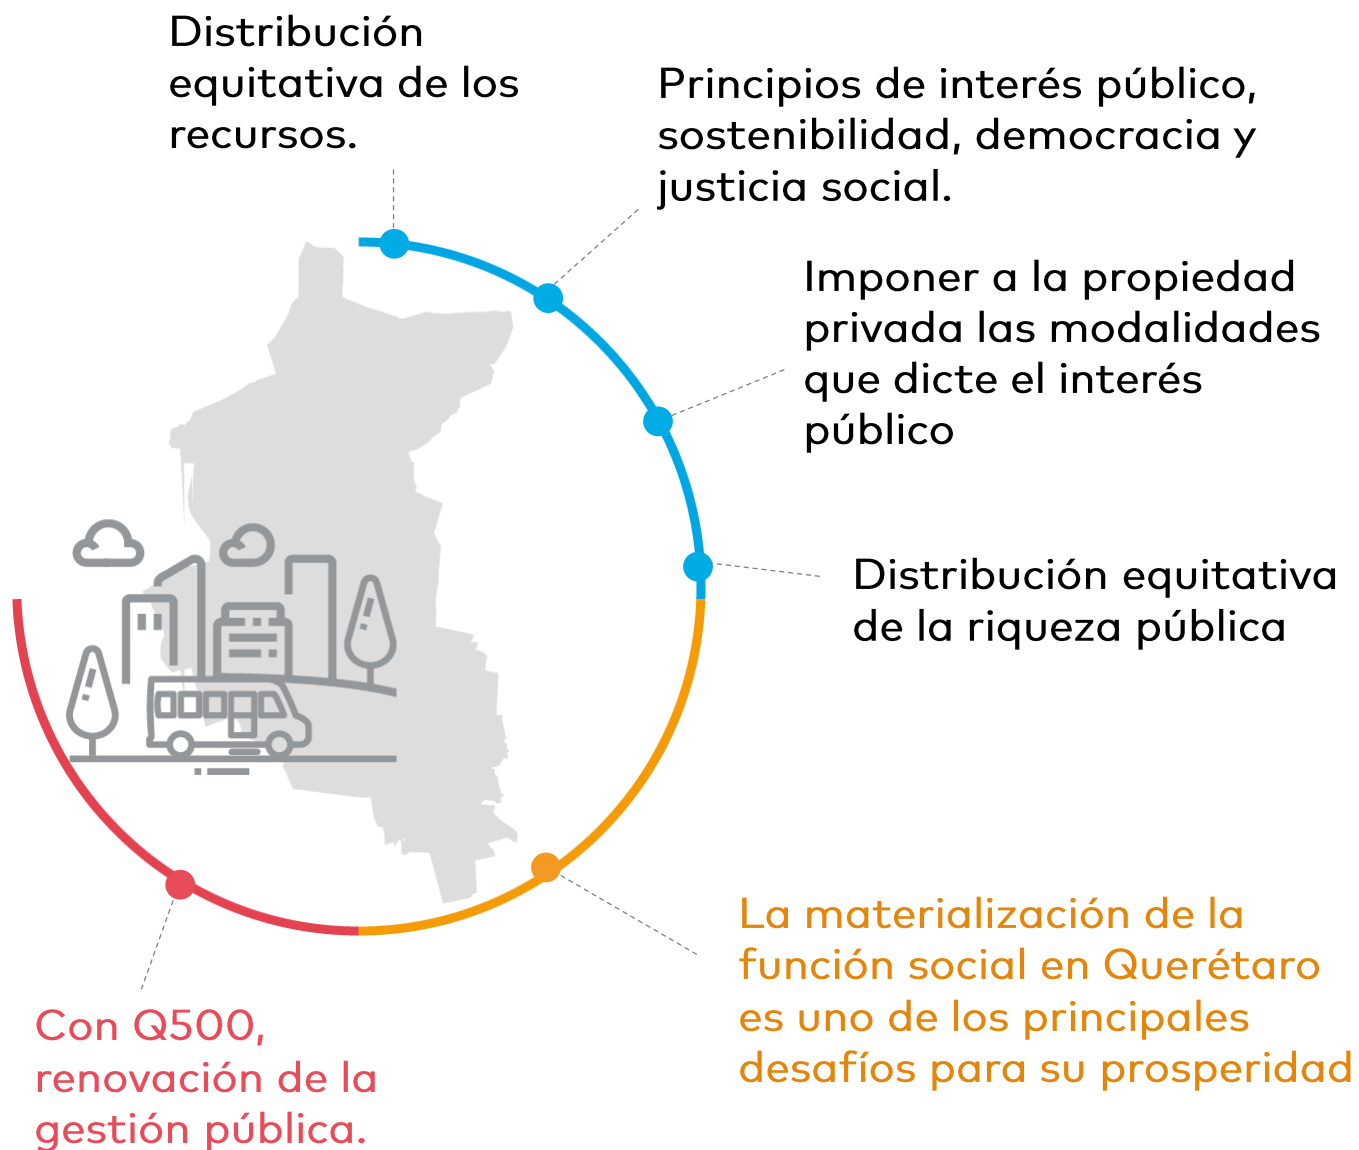 Distribución
equitativa de los
recursos.
Principios de interés público,
sostenibilidad, democracia y
justicia social.
Imponer a la propiedad
privada las modalidades
que dicte el interés
público
Distribución equitativa
de la riqueza pública
La materialización de la
función social en Querétaro
es uno de los principales
desafíos para su prosperidad
Con Q500,
renovación de la
gestión pública.